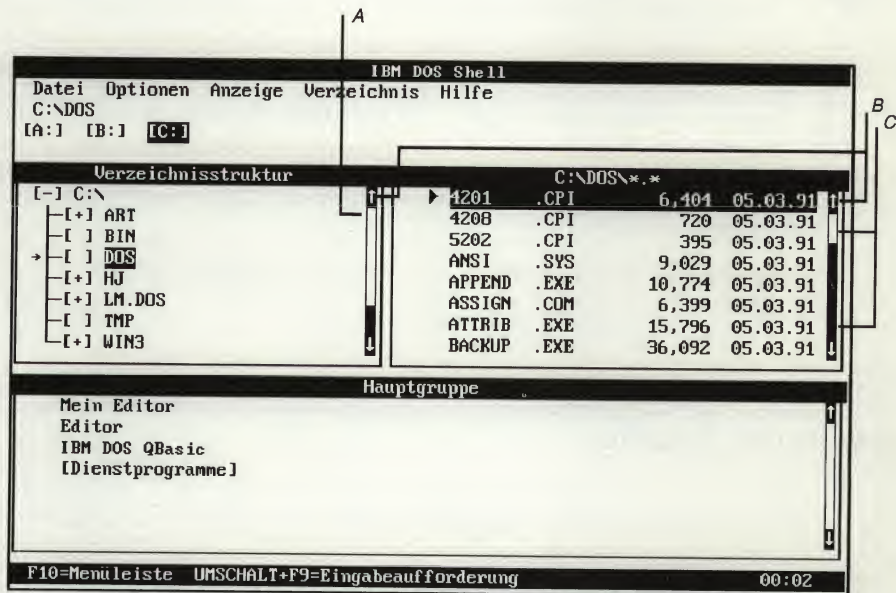 A
IBM DOS Shell
Datei Optionen Anzeige Verzeichnis Hilfe
C:\DOS
[A:] [B:] [C:]
B
C
Verzeichnisstruktur
[-] C:\
[+] ART
[ ] BIN
[ ] DOS
[+] HJ
[+] LM.DOS
[ ] TMP
[+] WIN3
C:\DOS\*.*
4201 .CPI 6,404 05.03.91
4208 .CPI 720 05.03.91
5202 .CPI 395 05.03.91
ANSI .SYS 9,029 05.03.91
APPEND .EXE 10,774 05.03.91
ASSIGN .COM 6,399 05.03.91
ATTRIB .EXE 15,796 05.03.91
BACKUP .EXE 36,092 05.03.91
Hauptgruppe
Mein Editor
Editor
IBM DOS QBasic
[Dienstprogramme]
F10=Menüleiste UMSCHALT+F9=Eingabeaufforderung 00:02